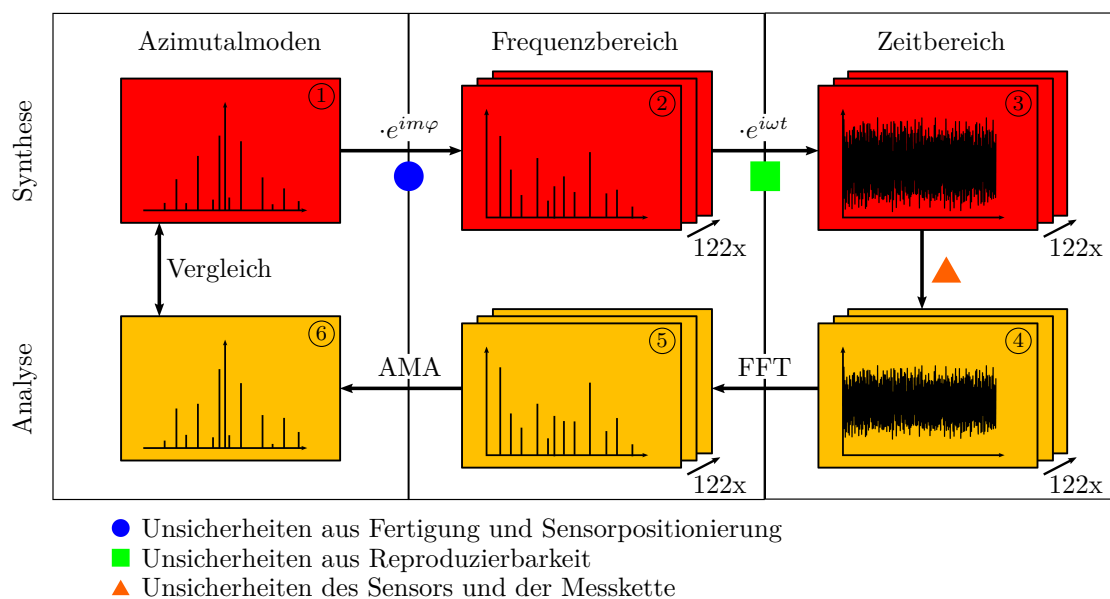 Azimutalmoden
Frequenzbereich
Zeitbereich
Synthese
1
·e^{imφ}
2
122x
·e^{iωt}
3
122x
Vergleich
Analyse
6
AMA
5
122x
FFT
4
122x
Unsicherheiten aus Fertigung und Sensorpositionierung
Unsicherheiten aus Reproduzierbarkeit
Unsicherheiten des Sensors und der Messkette